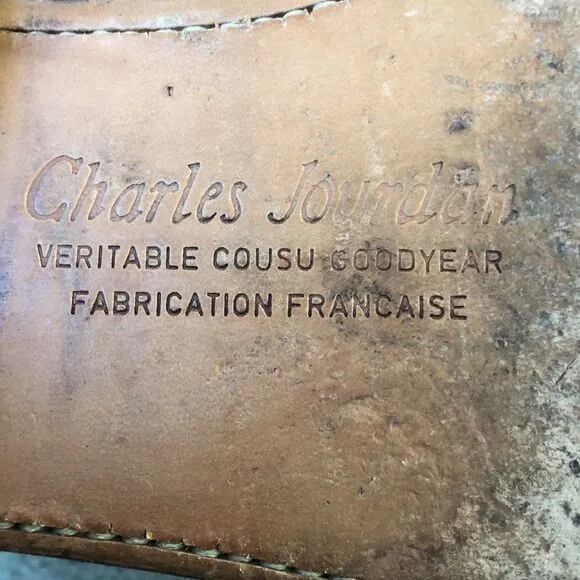 Charles Jourdan
VERITABLE COUSU GOODYEAR
FABRICATION FRANCAISE